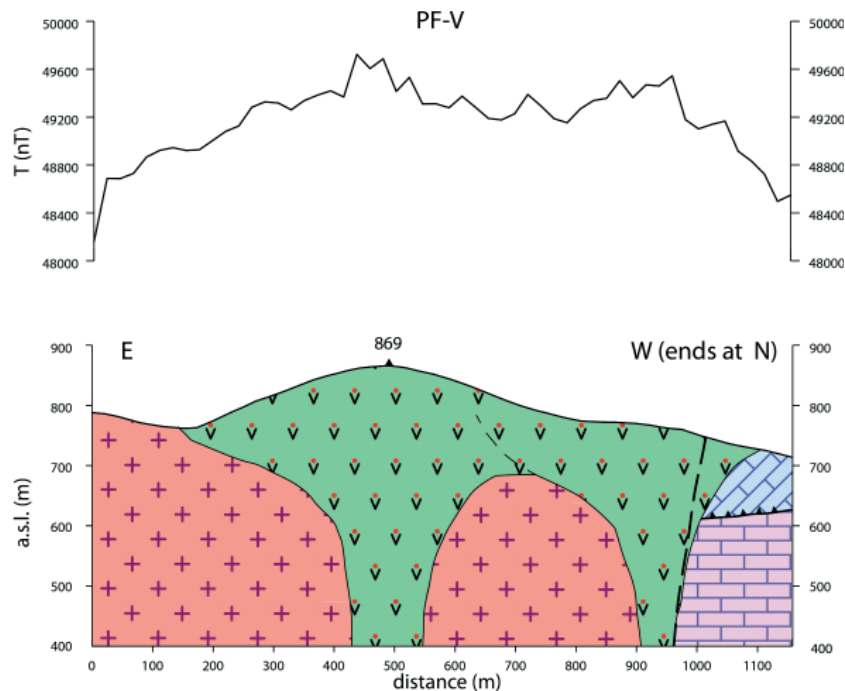 PF-V
50000 50000
49600 49600
49200 49200
48800 48800
48400 48400
48000 48000
T (nT)
869
E W (ends at N)
900 900
800 800
700 700
600 600
500 500
400 400
a.s.l. (m)
0 100 200 300 400 500 600 700 800 900 1000 1100
distance (m)